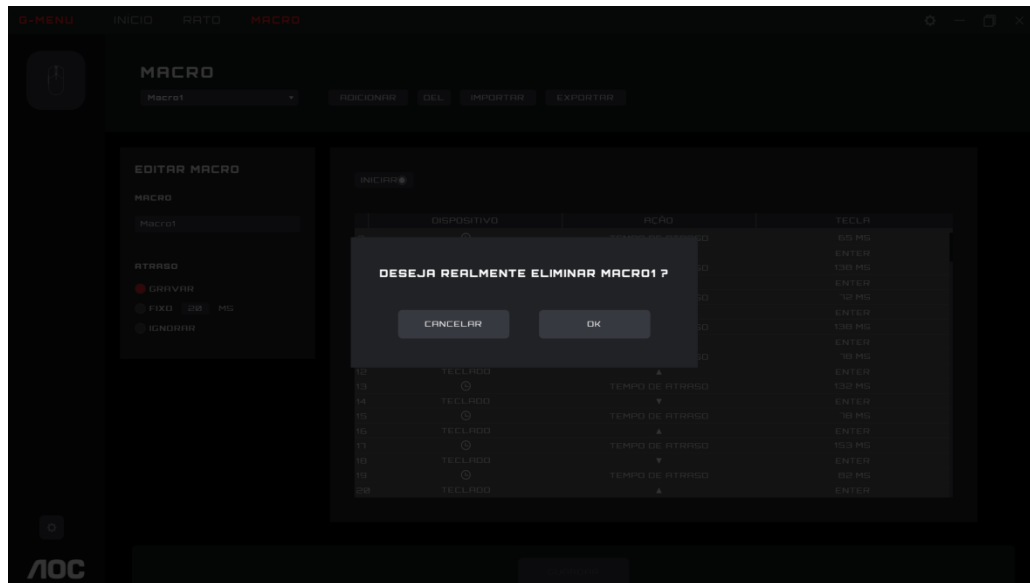 G-MENU INICIO RATO MACRO
MACRO
Macro1
ADICIONAR DEL IMPORTAR EXPORTAR
EDITAR MACRO
MACRO
Macro1
ATRASO
GRAVAR
FIXO 20 MS
IGNORAR
INICIAR
DISPOSITIVO AÇÃO TECLA
65 MS
ENTER
138 MS
ENTER
72 MS
ENTER
138 MS
ENTER
78 MS
DESEJA REALMENTE ELIMINAR MACRO1 ?
CANCELAR OK
12 TECLADO ▲ ENTER
13 TEMPO DE ATRASO 132 MS
14 TECLADO ▼ ENTER
15 TEMPO DE ATRASO 78 MS
16 TECLADO ▲ ENTER
17 TEMPO DE ATRASO 153 MS
18 TECLADO ▼ ENTER
19 TEMPO DE ATRASO 62 MS
20 TECLADO ▲ ENTER
AOC